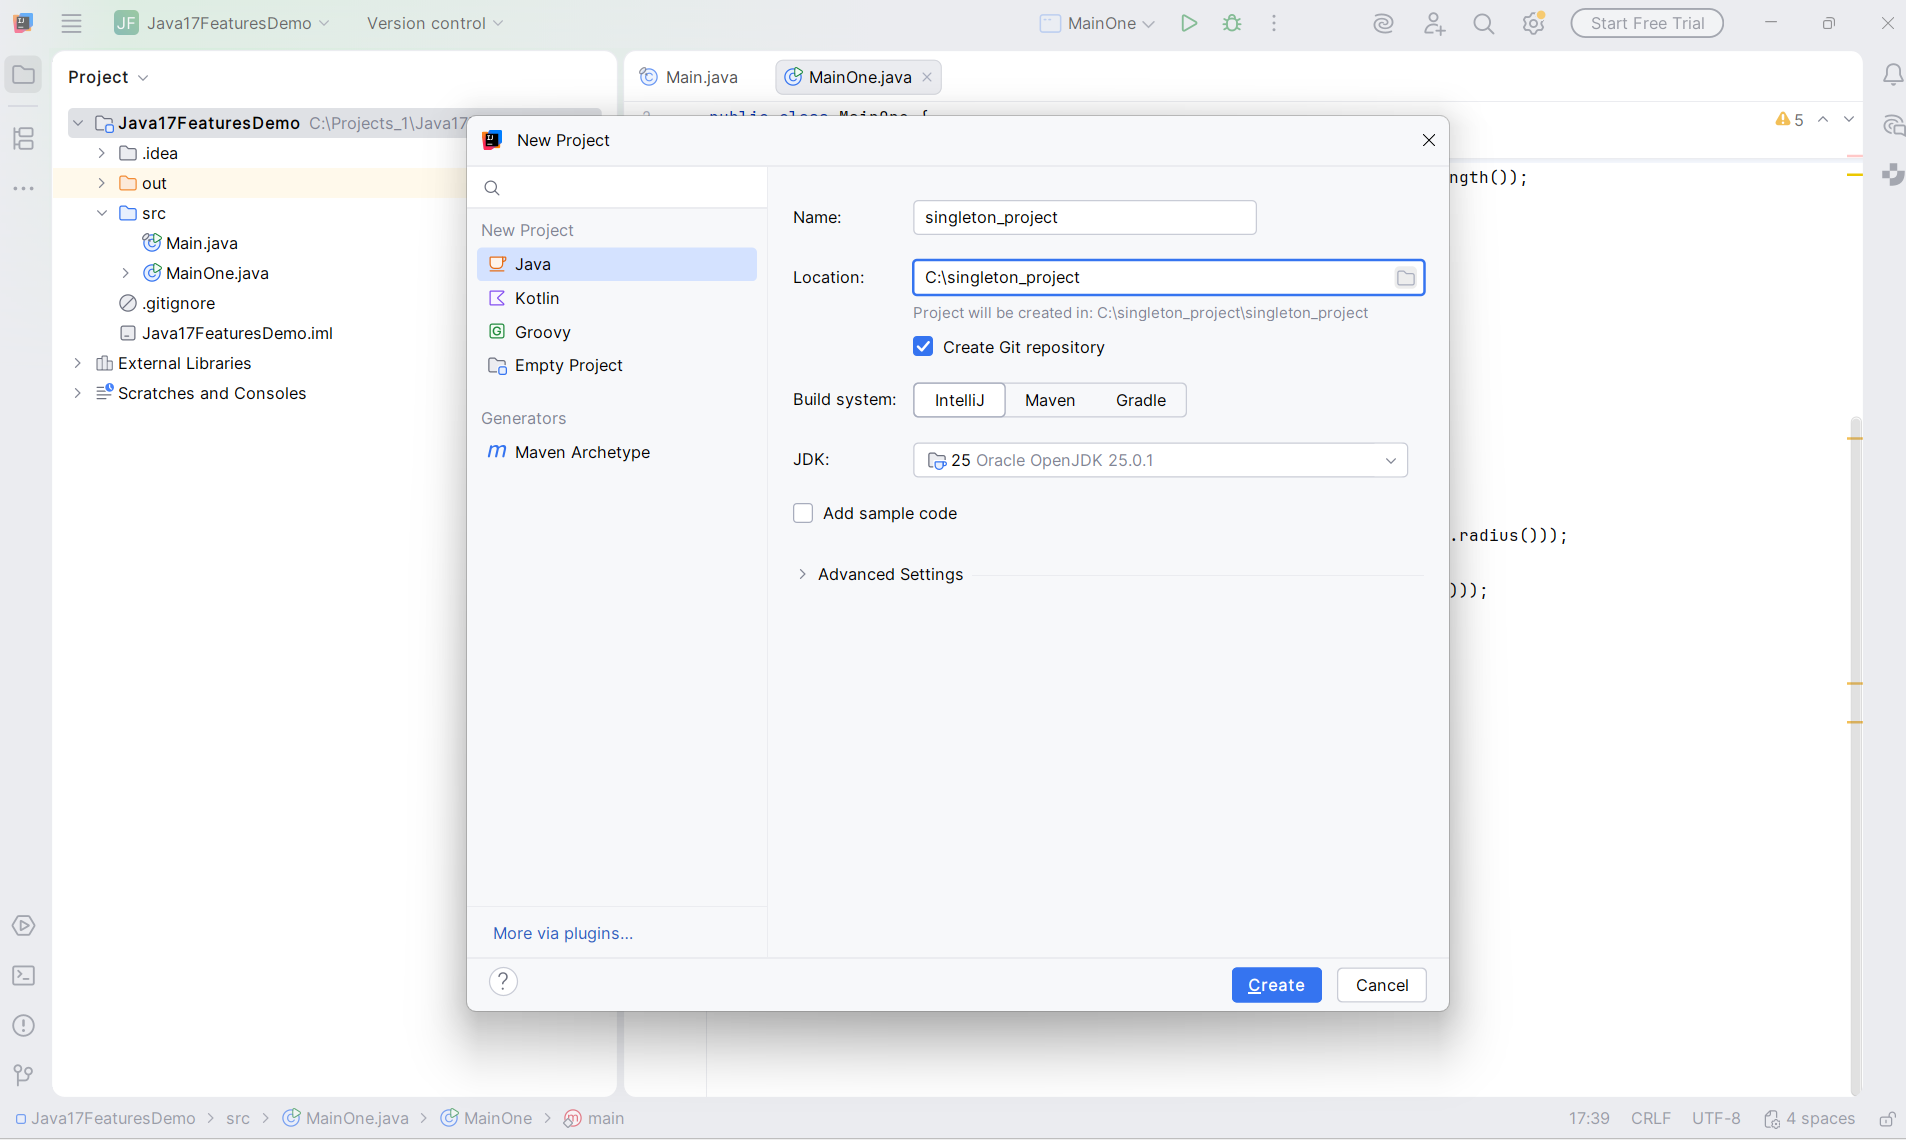 JF Java17FeaturesDemo Version control MainOne Start Free Trial
Project
Java17FeaturesDemo C:\Projects_1\Java17
.idea
out
src
Main.java
MainOne.java
.gitignore
Java17FeaturesDemo.iml
External Libraries
Scratches and Consoles
Main.java MainOne.java
public class MainOne {
5
ngth());
.radius()));
)));
New Project
New Project
Java
Kotlin
Groovy
Empty Project
Generators
Maven Archetype
More via plugins...
Name: singleton_project
Location: C:\singleton_project
Project will be created in: C:\singleton_project\singleton_project
Create Git repository
Build system: IntelliJ Maven Gradle
JDK: 25 Oracle OpenJDK 25.0.1
Add sample code
Advanced Settings
? Create Cancel
Java17FeaturesDemo > src > MainOne.java > MainOne > main 17:39 CRLF UTF-8 4 spaces